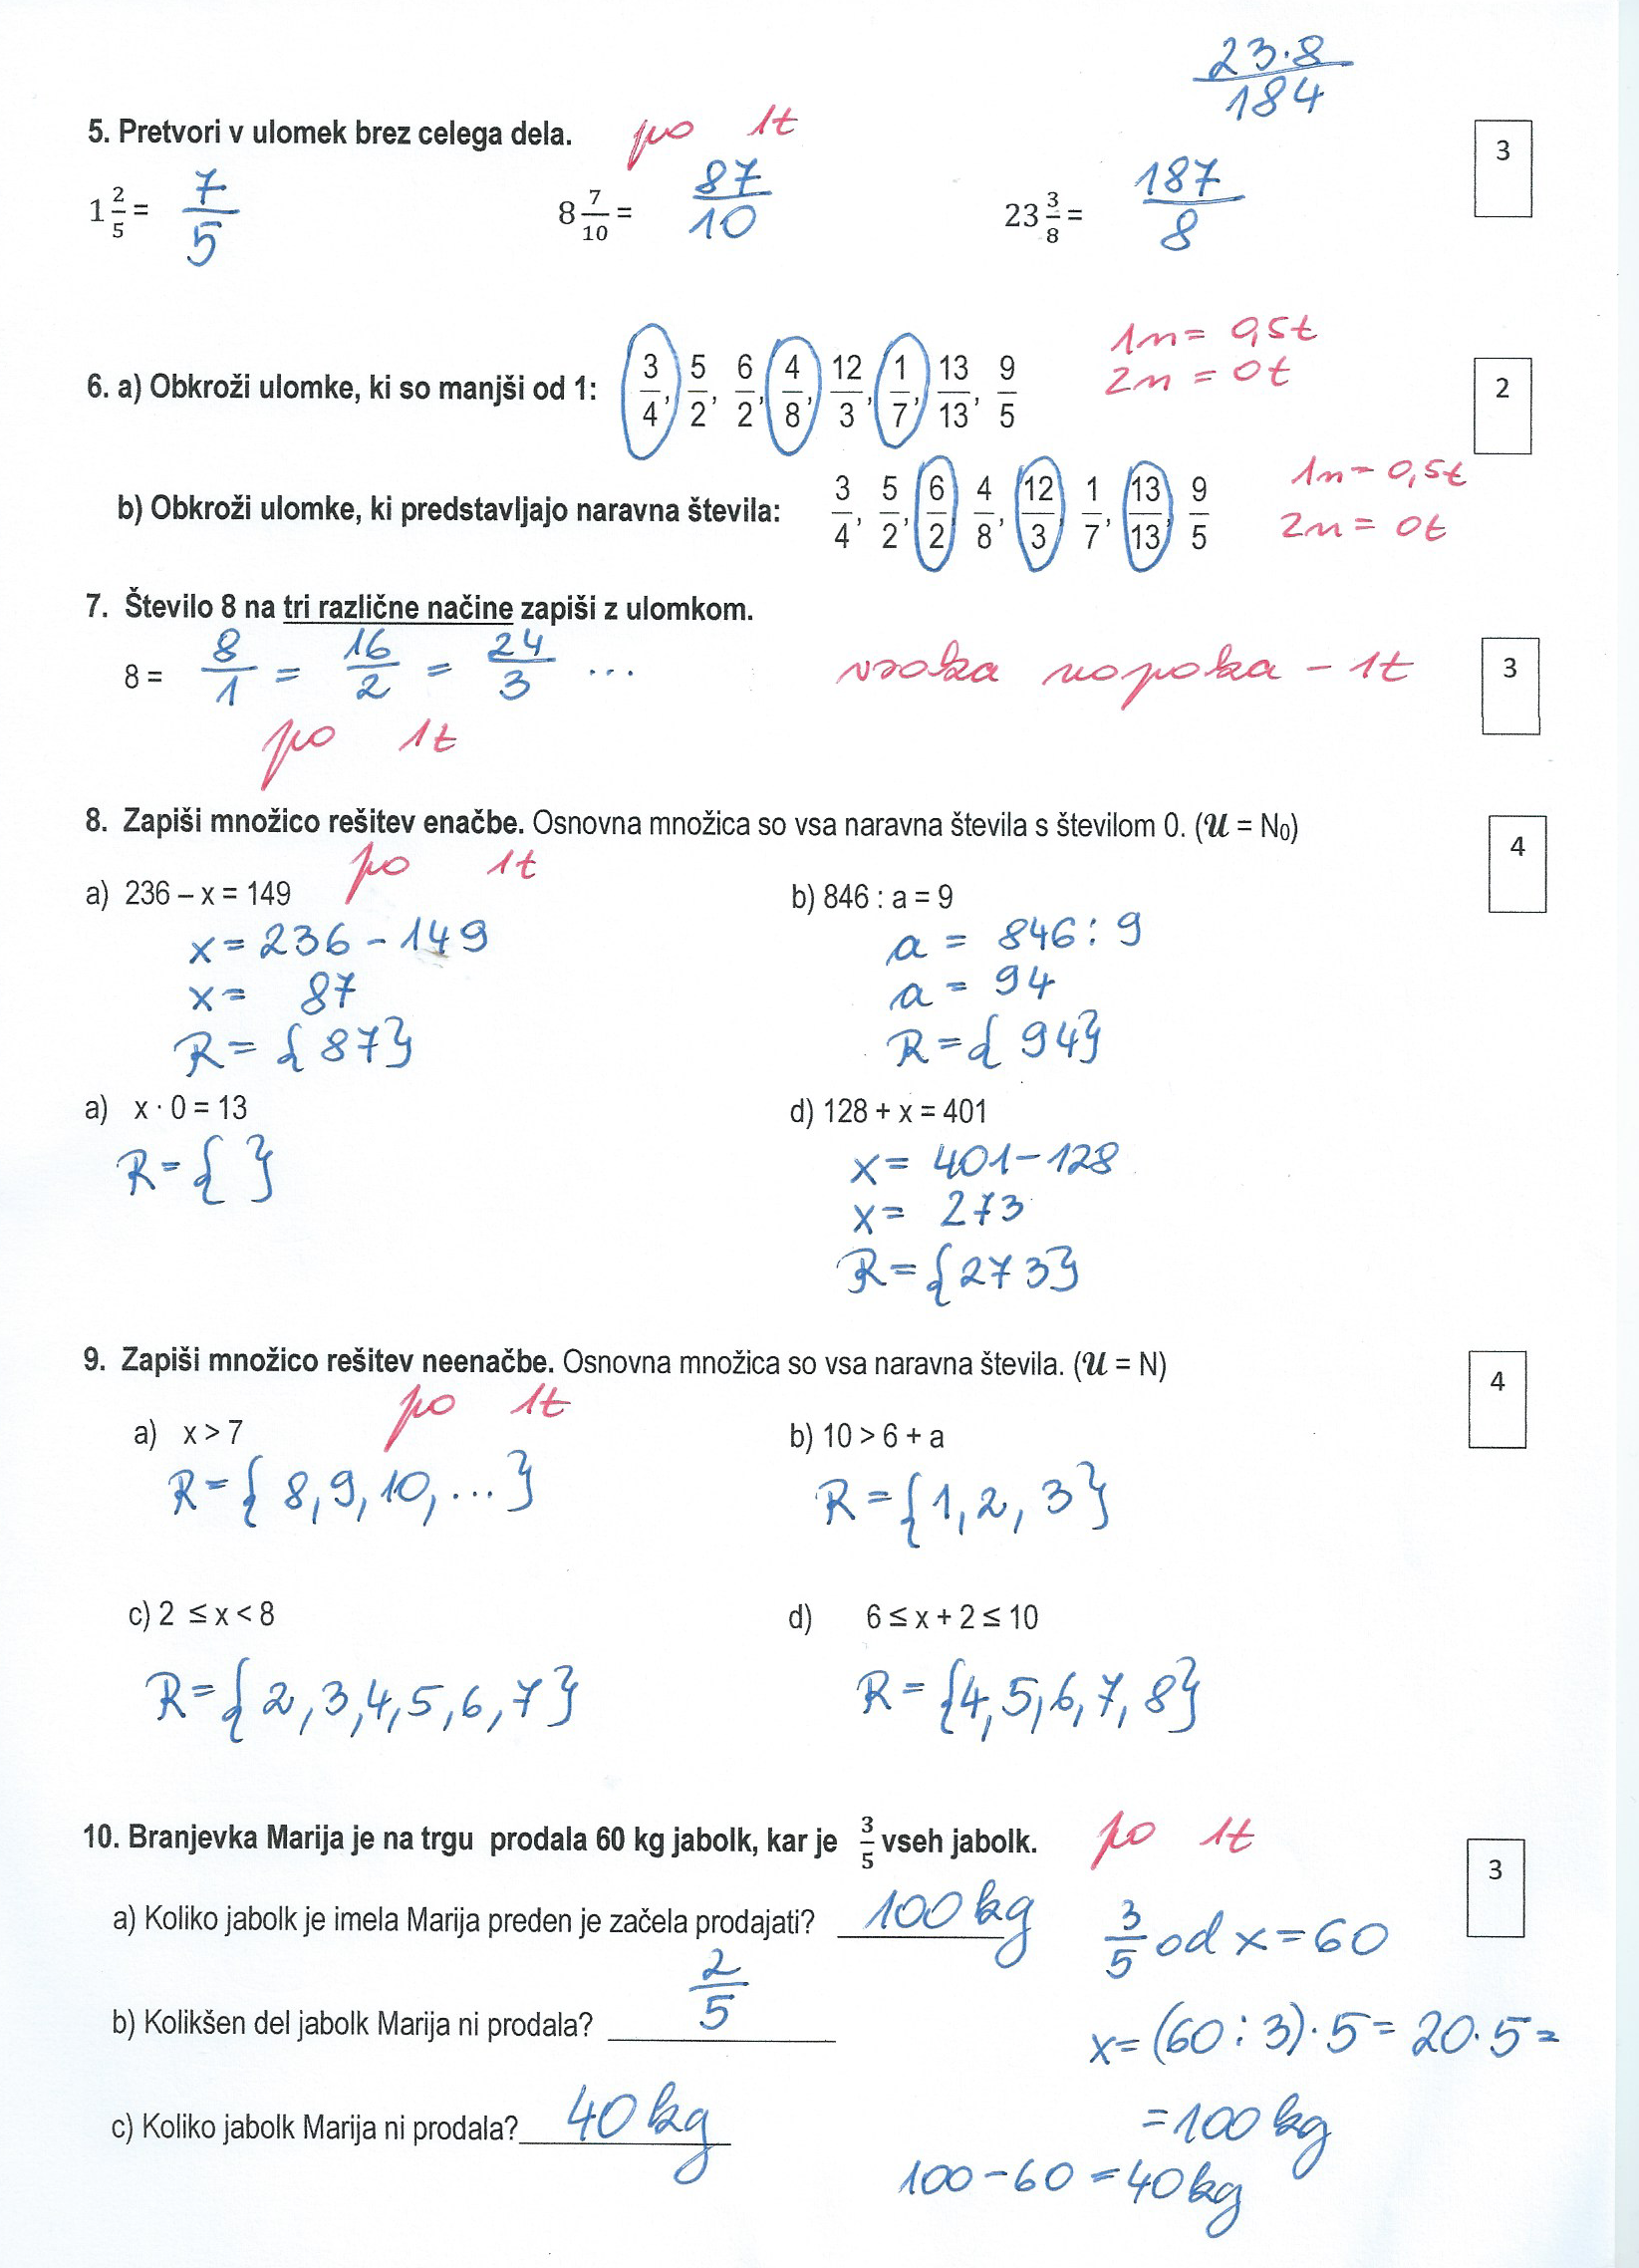 23·8
184
5. Pretvori v ulomek brez celega dela. po 1t
3
1 2/5 = 7/5 8 7/10 = 87/10 23 3/8 = 187/8
1n = 0,5t
2n = 0t
6. a) Obkroži ulomke, ki so manjši od 1: 3/4, 5/2, 6/2, 4/8, 12/3, 1/7, 13/13, 9/5
2
1n = 0,5t
b) Obkroži ulomke, ki predstavljajo naravna števila: 3/4, 5/2, 6/2, 4/8, 12/3, 1/7, 13/13, 9/5
2n = 0t
7. Število 8 na tri različne načine zapiši z ulomkom.
8 = 8/1 = 16/2 = 24/3 ... vsaka napaka - 1t
3
po 1t
8. Zapiši množico rešitev enačbe. Osnovna množica so vsa naravna števila s številom 0. (𝒰 = N₀)
4
po 1t
a) 236 – x = 149 b) 846 : a = 9
x = 236 - 149 a = 846 : 9
x = 87 a = 94
R = { 87} R = { 94}
a) x · 0 = 13 d) 128 + x = 401
R = { } x = 401 - 128
x = 273
R = {273}
9. Zapiši množico rešitev neenačbe. Osnovna množica so vsa naravna števila. (𝒰 = N)
4
po 1t
a) x > 7 b) 10 > 6 + a
R = { 8, 9, 10, ... } R = { 1, 2, 3 }
c) 2 ≤ x < 8 d) 6 ≤ x + 2 ≤ 10
R = { 2, 3, 4, 5, 6, 7 } R = {4, 5, 6, 7, 8}
10. Branjevka Marija je na trgu prodala 60 kg jabolk, kar je 3/5 vseh jabolk. po 1t
3
a) Koliko jabolk je imela Marija preden je začela prodajati? 100 kg 3/5 od x = 60
b) Kolikšen del jabolk Marija ni prodala? 2/5 x = (60 : 3) · 5 = 20 · 5 =
c) Koliko jabolk Marija ni prodala? 40 kg = 100 kg
100 - 60 = 40 kg